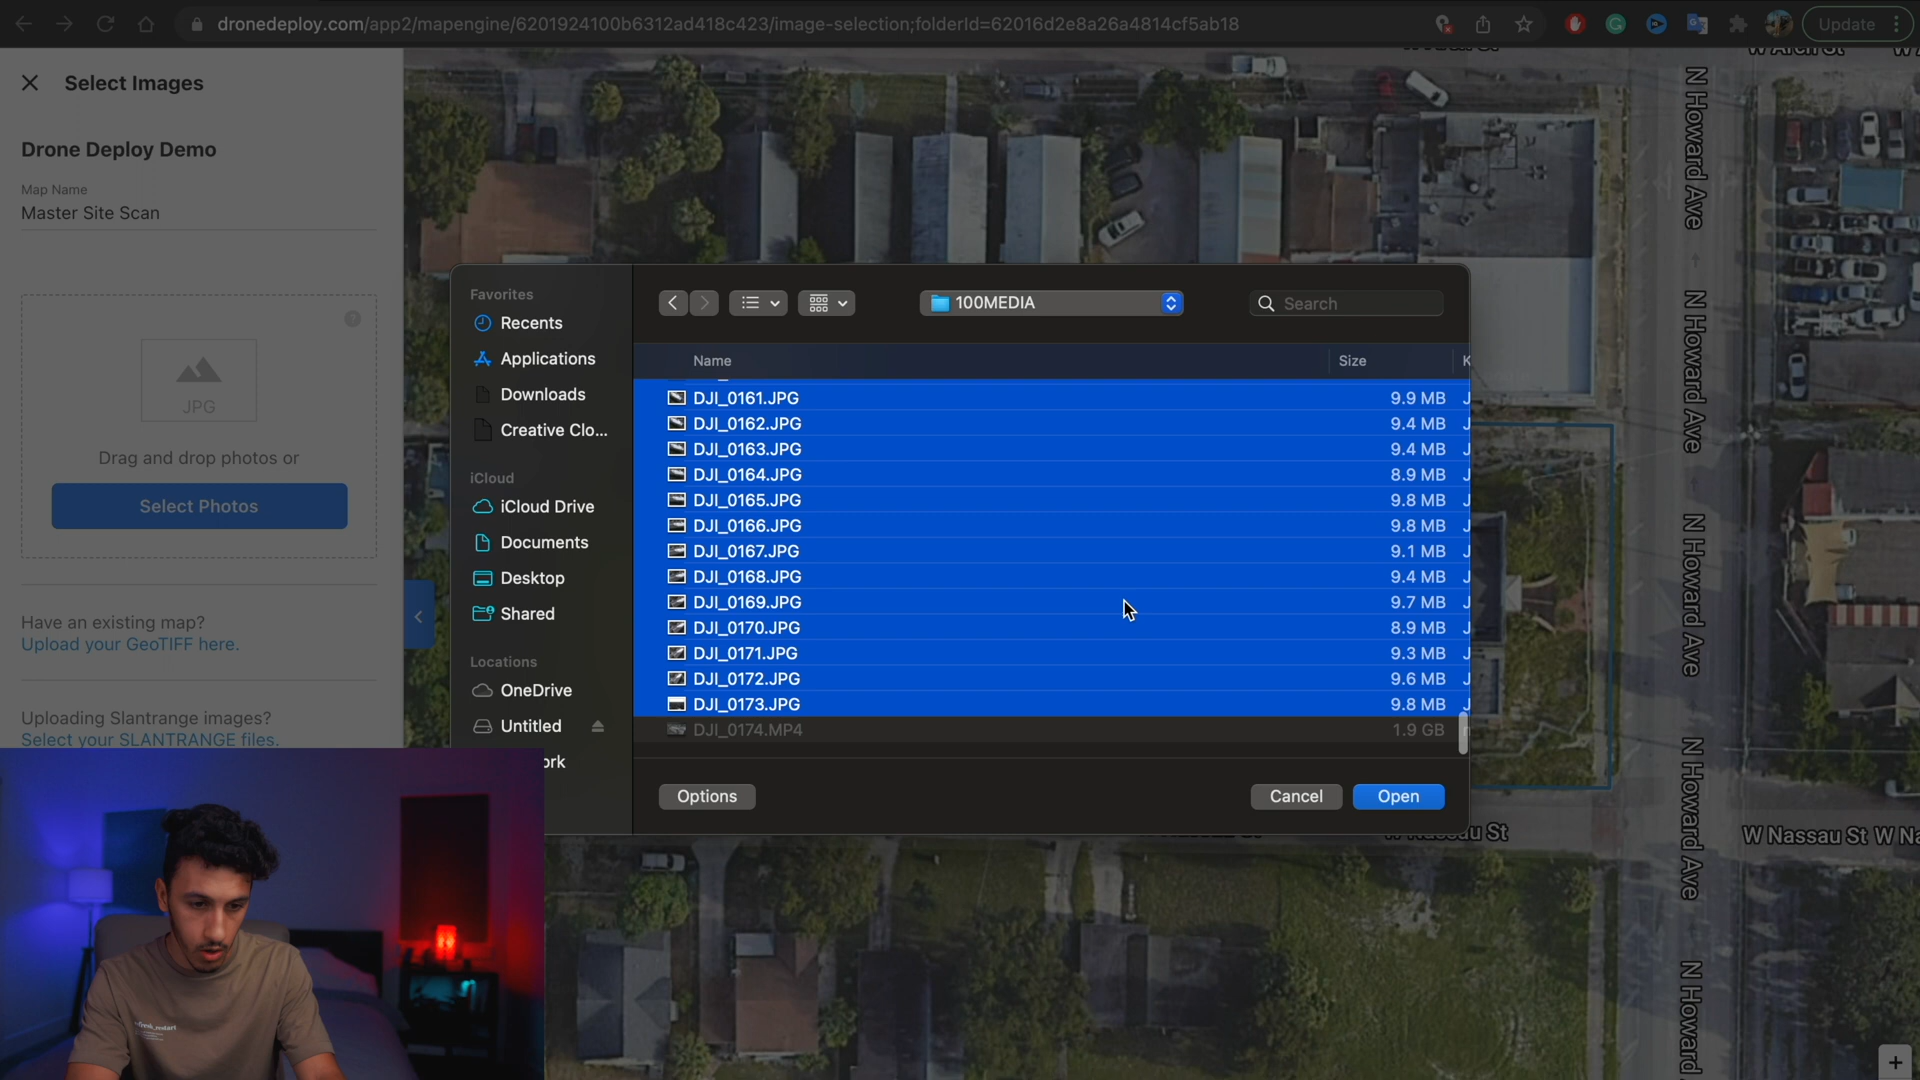 dronedeploy.com/app2/mapengine/6201924100b6312ad418c423/image-selection;folderId=62016d2e8a26a4814cf5ab18
Update
Select Images
Drone Deploy Demo
Map Name
Master Site Scan
JPG
Drag and drop photos or
Select Photos
Have an existing map?
Upload your GeoTIFF here.
Uploading Slantrange images?
Select your SLANTRANGE files.
Favorites
Recents
Applications
Downloads
Creative Clo...
iCloud
iCloud Drive
Documents
Desktop
Shared
Locations
OneDrive
Untitled
ork
100MEDIA
Search
Name Size K
DJI_0161.JPG 9.9 MB J
DJI_0162.JPG 9.4 MB J
DJI_0163.JPG 9.4 MB J
DJI_0164.JPG 8.9 MB J
DJI_0165.JPG 9.8 MB J
DJI_0166.JPG 9.8 MB J
DJI_0167.JPG 9.1 MB J
DJI_0168.JPG 9.4 MB J
DJI_0169.JPG 9.7 MB J
DJI_0170.JPG 8.9 MB J
DJI_0171.JPG 9.3 MB J
DJI_0172.JPG 9.6 MB J
DJI_0173.JPG 9.8 MB J
DJI_0174.MP4 1.9 GB
Options
Cancel
Open
W Arch St
N Howard Ave
N Howard Ave
N Howard Ave
N Howard Ave
N Howard
W Nassau St
W Nassau St W Na